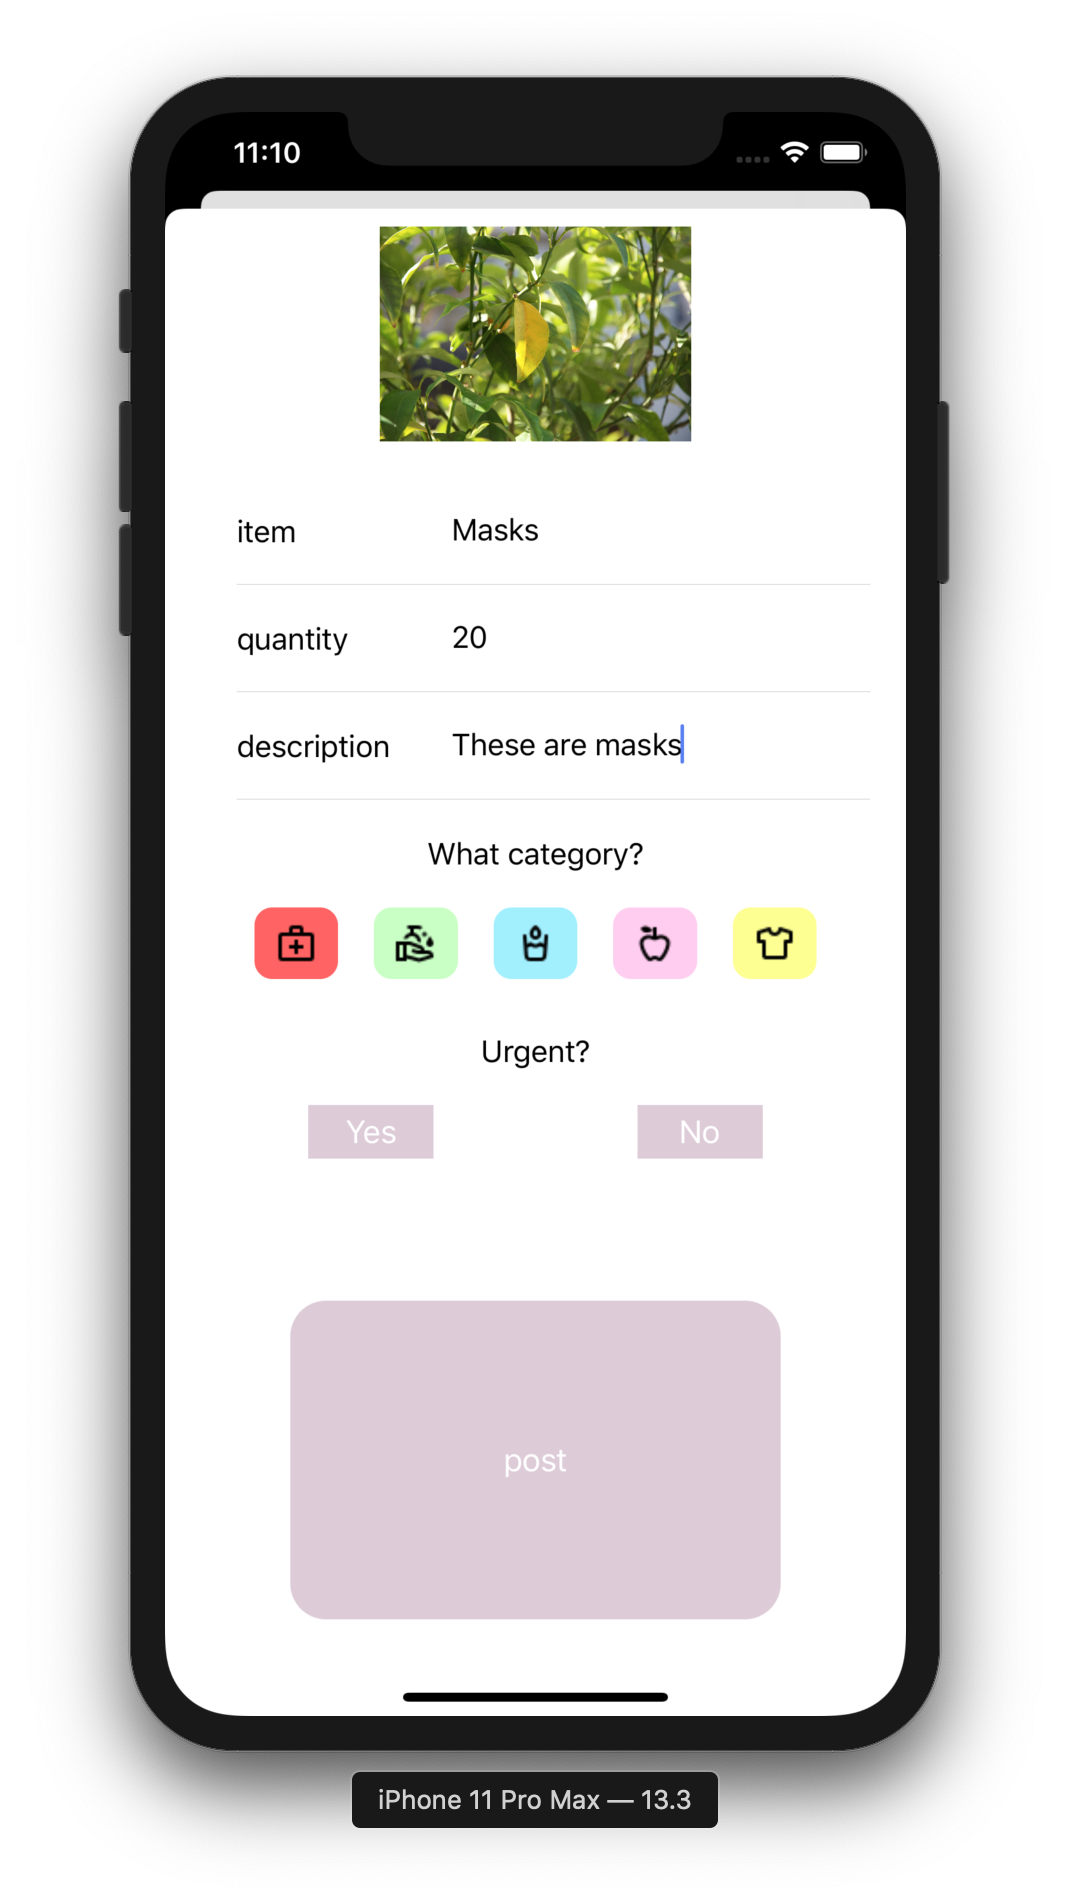 11:10
item Masks
quantity 20
description These are masks
What category?
Urgent?
Yes No
post
iPhone 11 Pro Max — 13.3